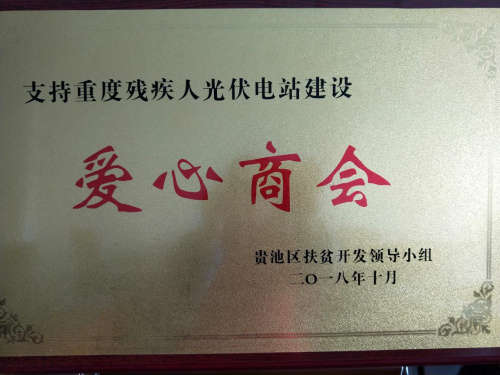 支持重度残疾人光伏电站建设
爱心商会
贵池区扶贫开发领导小组
二〇一八年十月